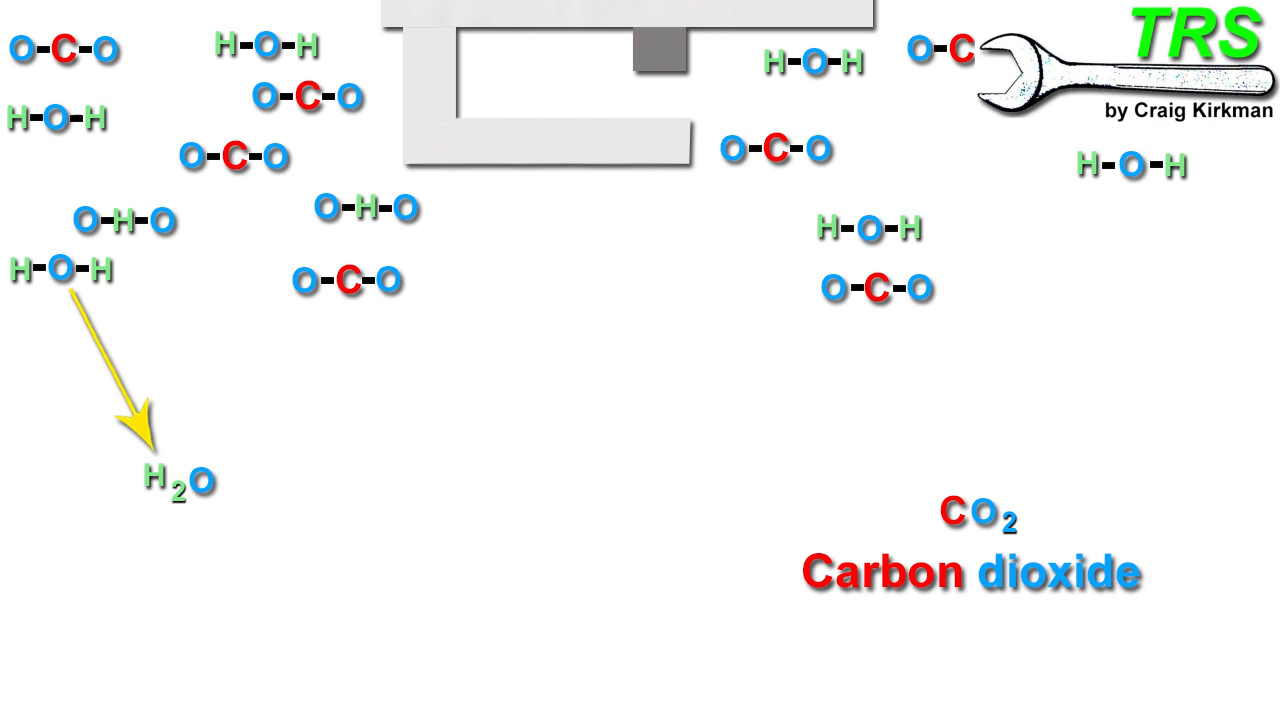 O-C-O
H-O-H
H-O-H
O-C
TRS
O-C-O
by Craig Kirkman
H-O-H
O-C-O
O-C-O
H-O-H
O-H-O
O-H-O
H-O-H
H-O-H
O-C-O
O-C-O
H2O
CO2
Carbon dioxide